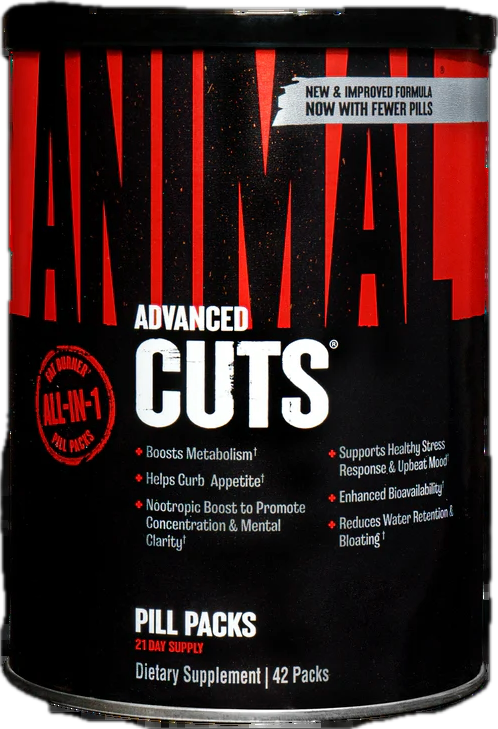 ANIMAL®
NEW & IMPROVED FORMULA
NOW WITH FEWER PILLS
ADVANCED
CUTS®
FAT BURNER†
ALL-IN-1
PILL PACKS
+ Boosts Metabolism†
+ Helps Curb Appetite†
+ Nootropic Boost to Promote
Concentration & Mental
Clarity†
+ Supports Healthy Stress
Response & Upbeat Mood†
+ Enhanced Bioavailability†
+ Reduces Water Retention &
Bloating†
PILL PACKS
21 DAY SUPPLY
Dietary Supplement | 42 Packs